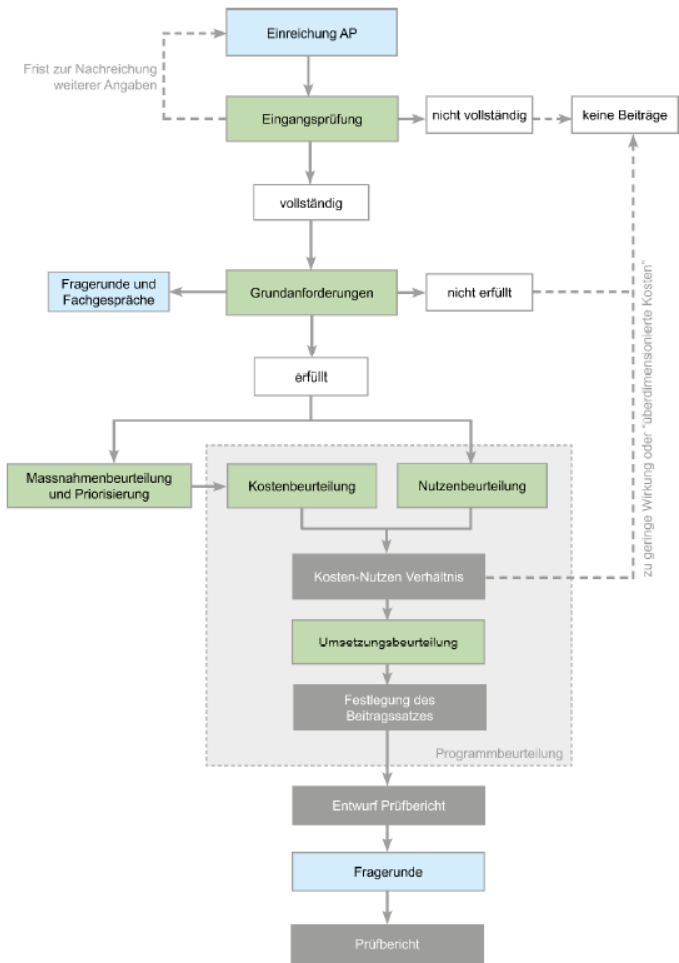 Einreichung AP
Frist zur Nachreichung
weiterer Angaben
Eingangsprüfung
nicht vollständig
keine Beiträge
vollständig
Fragerunde und
Fachgespräche
Grundanforderungen
nicht erfüllt
erfüllt
zu geringe Wirkung oder "überdimensionierte Kosten"
Massnahmenbeurteilung
und Priorisierung
Kostenbeurteilung
Nutzenbeurteilung
Kosten-Nutzen Verhältnis
Umsetzungsbeurteilung
Festlegung des
Beitragssatzes
Programmbeurteilung
Entwurf Prüfbericht
Fragerunde
Prüfbericht